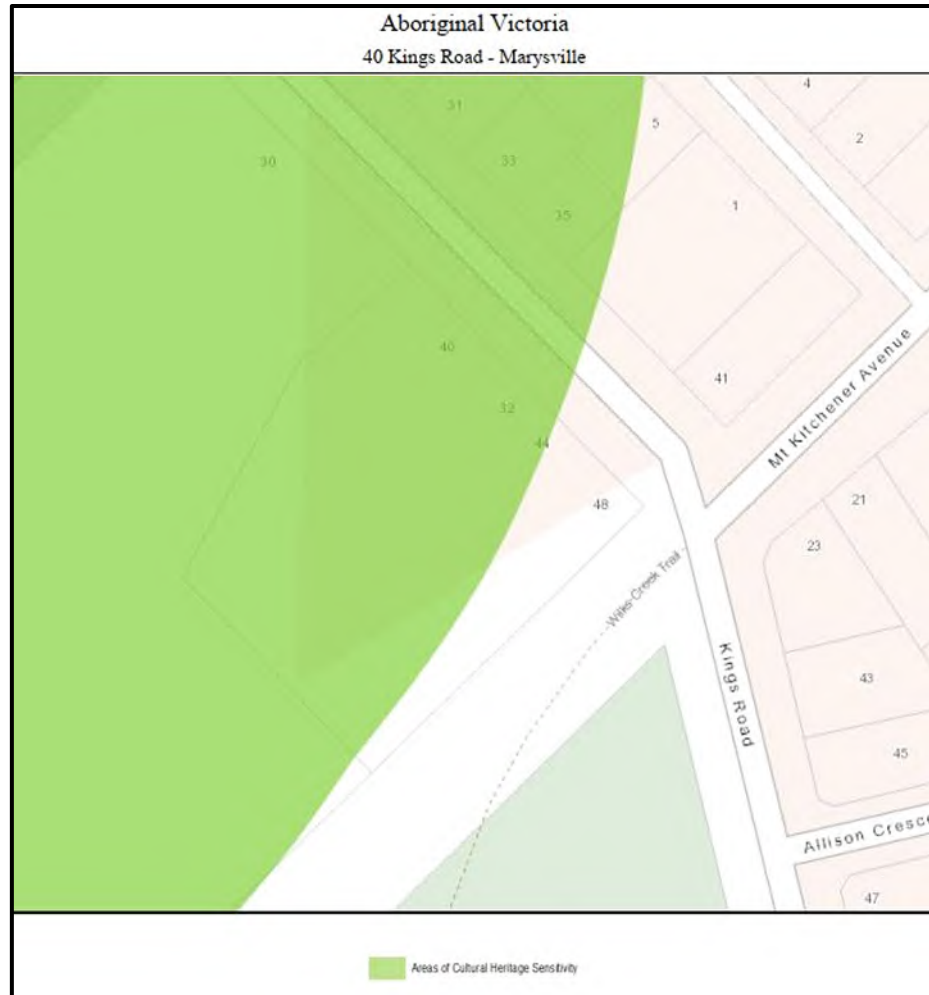 Aboriginal Victoria
40 Kings Road - Marysville
4
31
5
2
30
33
1
35
40
41
Mt Kitchener Avenue
32
44
48
21
23
Wilks Creek Trail
Kings Road
43
45
Allison Cresce
47
Areas of Cultural Heritage Sensitivity